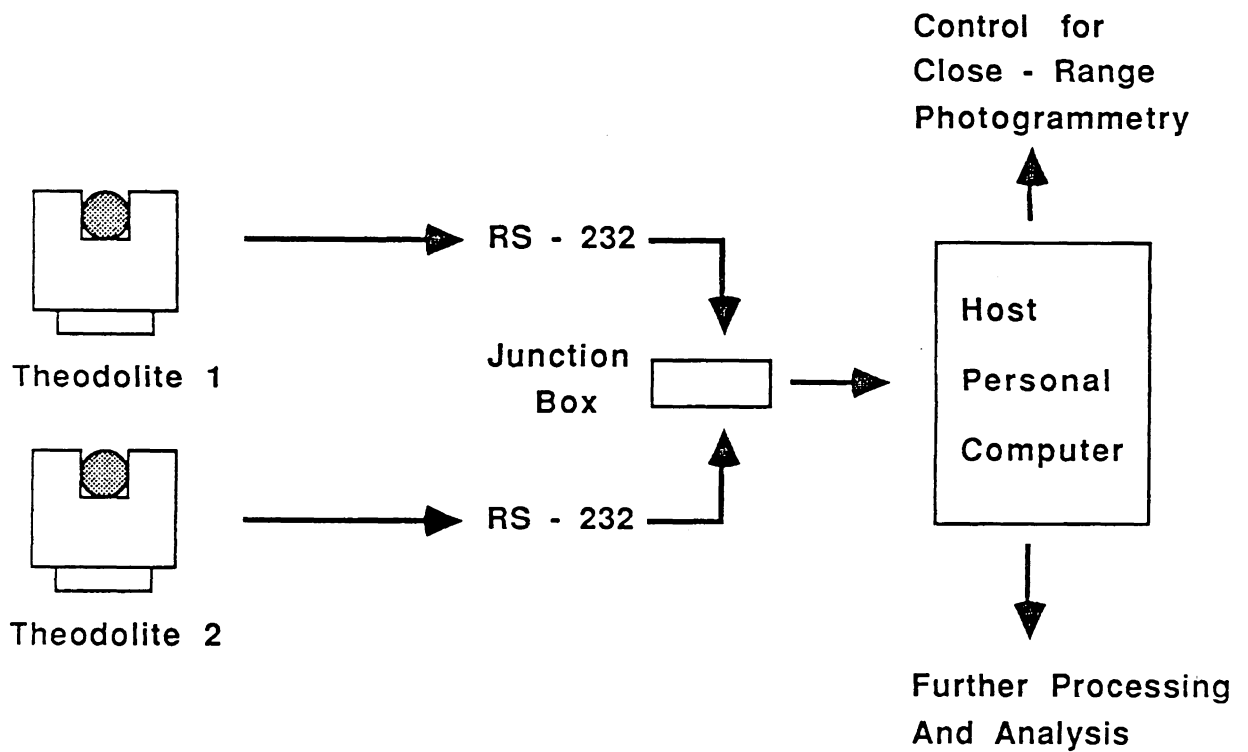 Control for
Close - Range
Photogrammetry
RS - 232
Theodolite 1
Junction
Box
Host
Personal
Computer
RS - 232
Theodolite 2
Further Processing
And Analysis